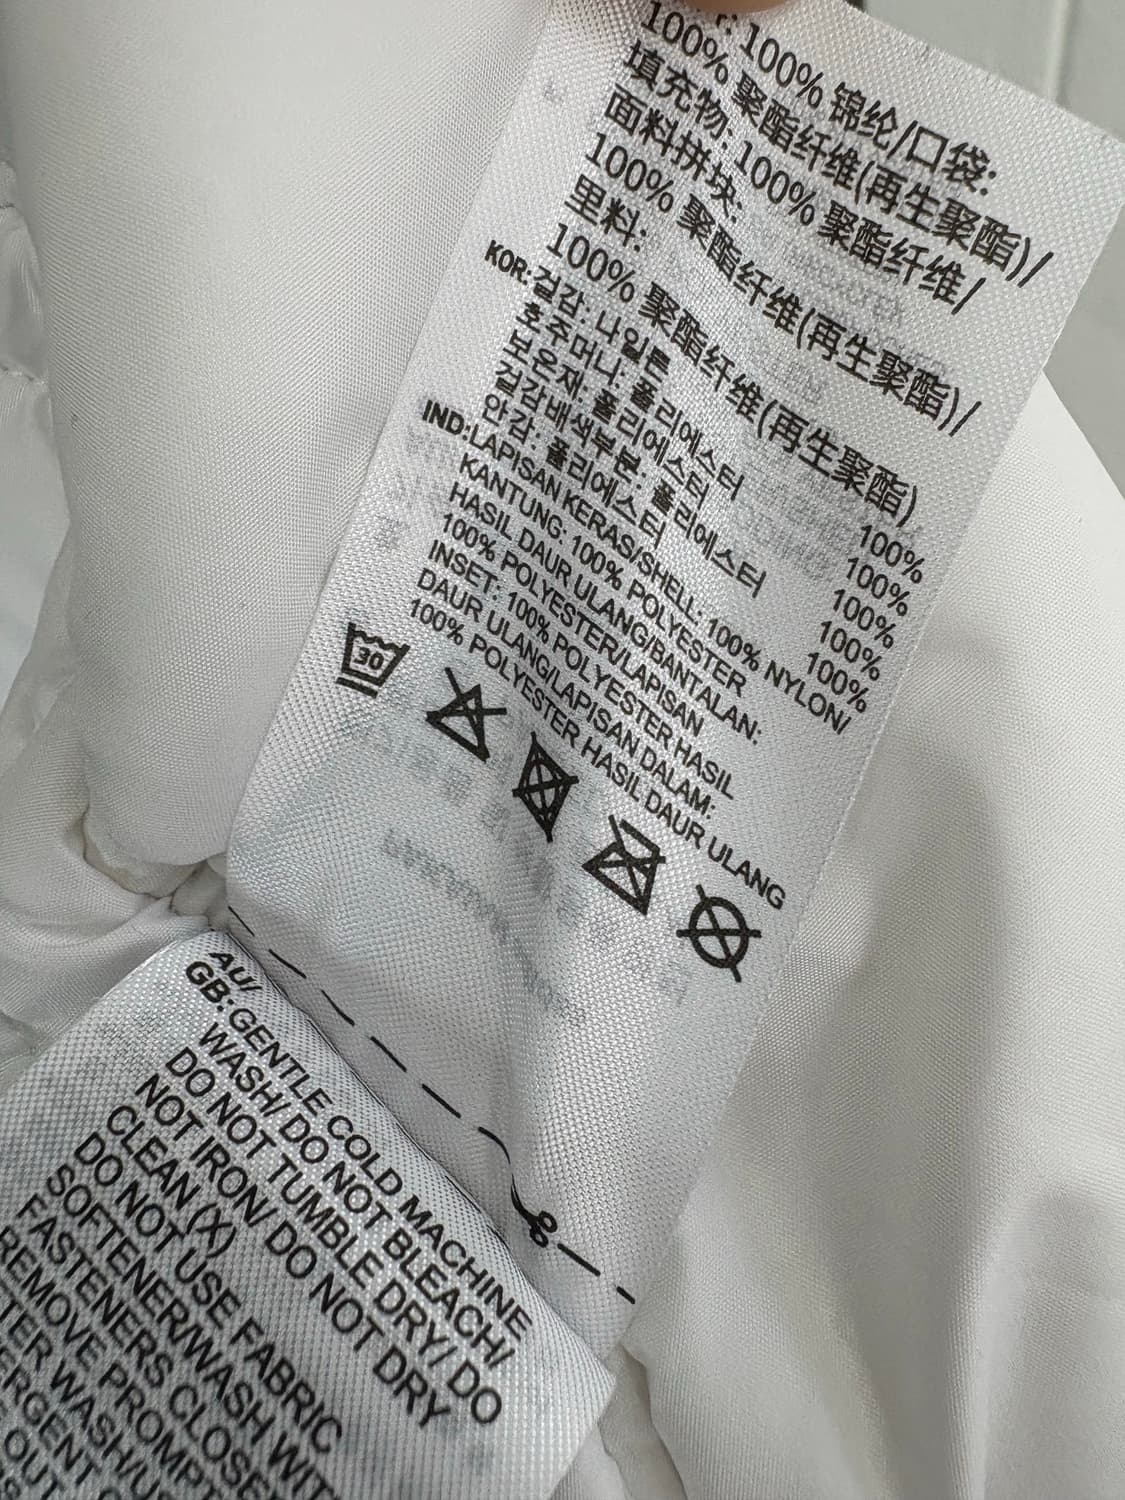 100% 锦纶/口袋:
100% 聚酯纤维(再生聚酯)/
填充物: 100% 聚酯纤维/
面料拼块:
100% 聚酯纤维(再生聚酯)/
里料:
100% 聚酯纤维(再生聚酯)
KOR: 겉감: 나일론 100%
호주머니: 폴리에스터 100%
보온재: 폴리에스터 100%
겉감배색부분: 폴리에스터 100%
안감: 폴리에스터 100%
IND: LAPISAN KERAS/SHELL: 100% NYLON/
KANTUNG: 100% POLYESTER
HASIL DAUR ULANG/BANTALAN:
100% POLYESTER/LAPISAN
INSET: 100% POLYESTER HASIL
DAUR ULANG/LAPISAN DALAM:
100% POLYESTER HASIL DAUR ULANG
30
AU/
GB: GENTLE COLD MACHINE
WASH/ DO NOT BLEACH/
DO NOT TUMBLE DRY/ DO
NOT IRON/ DO NOT DRY
CLEAN (X)
DO NOT USE FABRIC
SOFTENER/WASH WITH
FASTENERS CLOSE
REMOVE PROMPT
WASH/
OUT